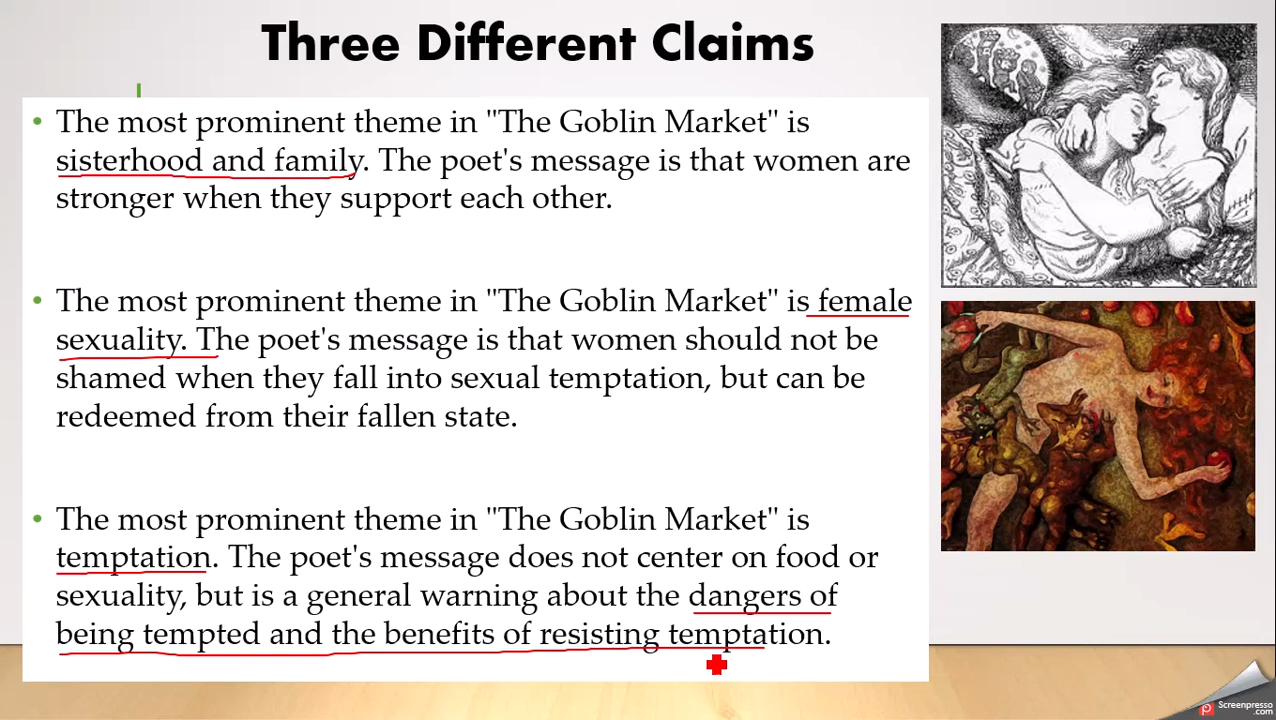 Three Different Claims
• The most prominent theme in "The Goblin Market" is
sisterhood and family. The poet's message is that women are
stronger when they support each other.
• The most prominent theme in "The Goblin Market" is female
sexuality. The poet's message is that women should not be
shamed when they fall into sexual temptation, but can be
redeemed from their fallen state.
• The most prominent theme in "The Goblin Market" is
temptation. The poet's message does not center on food or
sexuality, but is a general warning about the dangers of
being tempted and the benefits of resisting temptation.
Screenpresso
.com